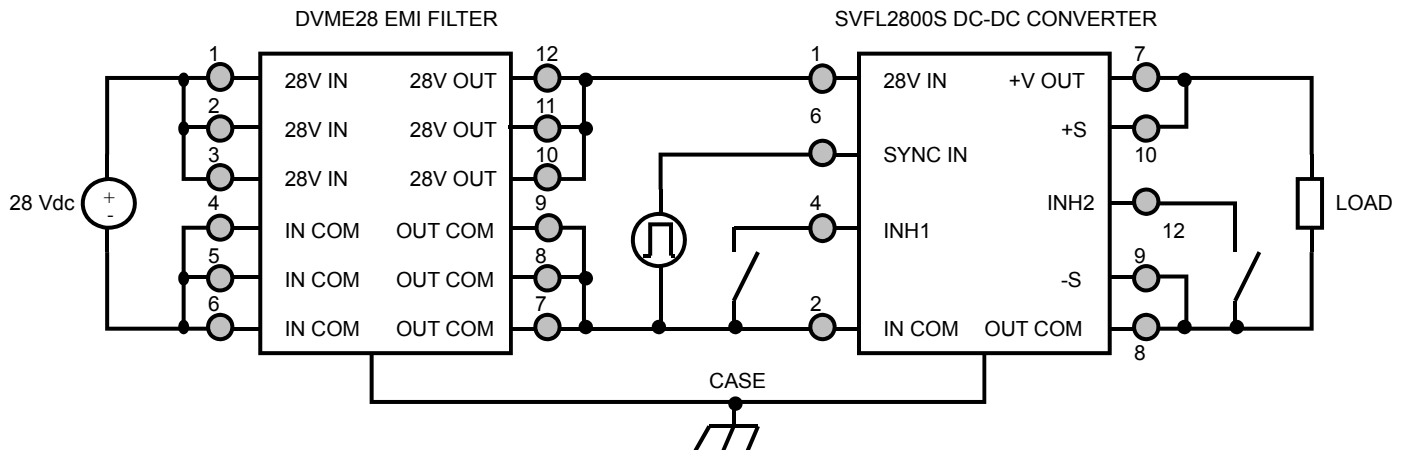 DVME28 EMI FILTER
SVFL2800S DC-DC CONVERTER
1 28V IN 28V OUT 12
2 28V IN 28V OUT 11
3 28V IN 28V OUT 10
4 IN COM OUT COM 9
5 IN COM OUT COM 8
6 IN COM OUT COM 7
28 Vdc
+
-
1 28V IN +V OUT 7
+S 10
6 SYNC IN
4 INH1 INH2 12
-S 9
2 IN COM OUT COM 8
LOAD
CASE